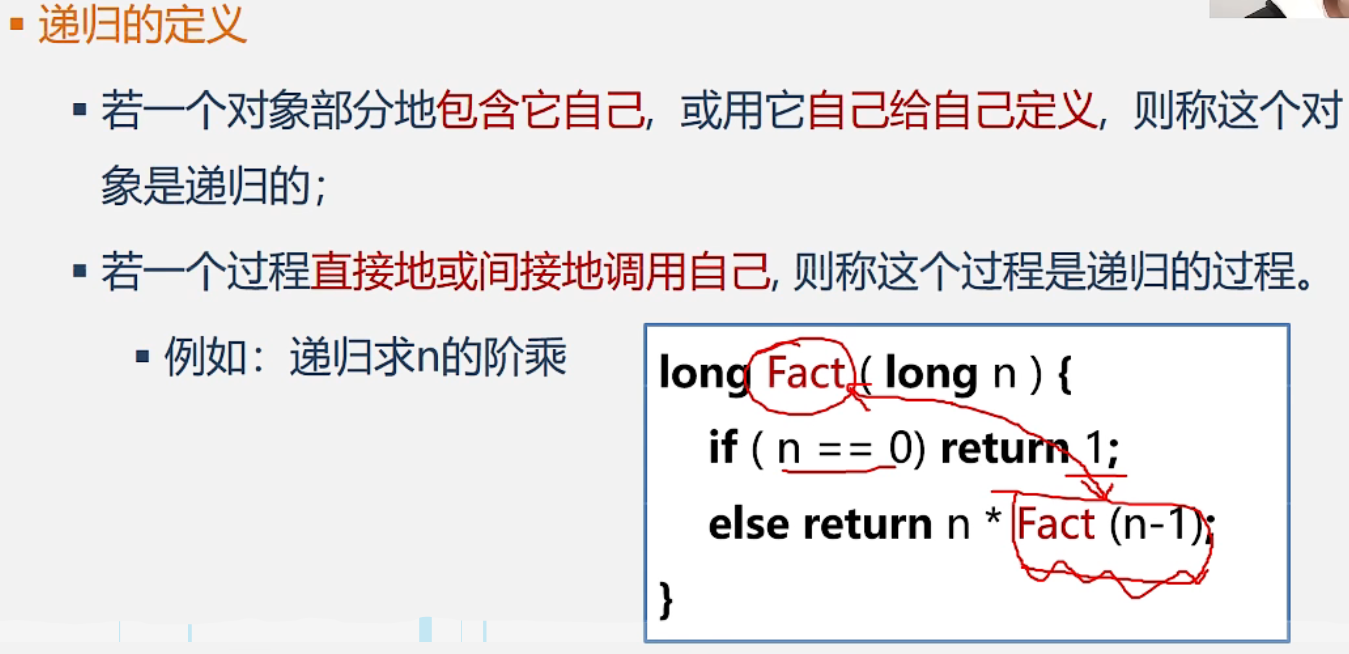 递归的定义
若一个对象部分地包含它自己, 或用它自己给自己定义, 则称这个对
象是递归的;
若一个过程直接地或间接地调用自己, 则称这个过程是递归的过程。
例如：递归求n的阶乘
long Fact ( long n ) {
if ( n == 0) return 1;
else return n * Fact (n-1);
}